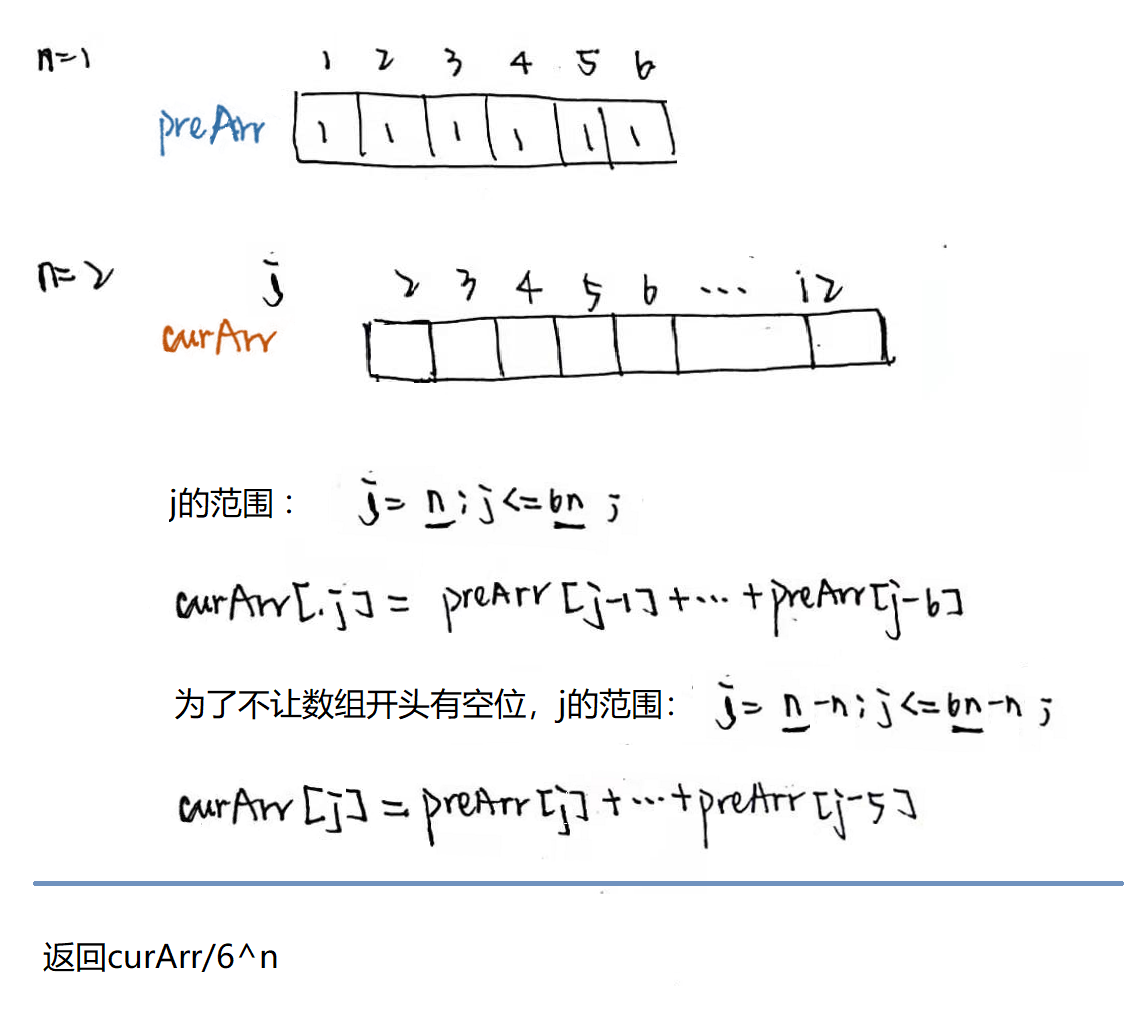 n=1 1 2 3 4 5 6
preArr 1 1 1 1 1 1
n=2 j 2 3 4 5 6 ... 12
curArr
j的范围： j= n; j<=6n ;
curArr[j] = preArr[j-1]+...+preArr[j-6]
为了不让数组开头有空位，j的范围： j= n-n; j<=6n-n ;
curArr[j]=preArr[j]+...+preArr[j-5]
返回curArr/6^n